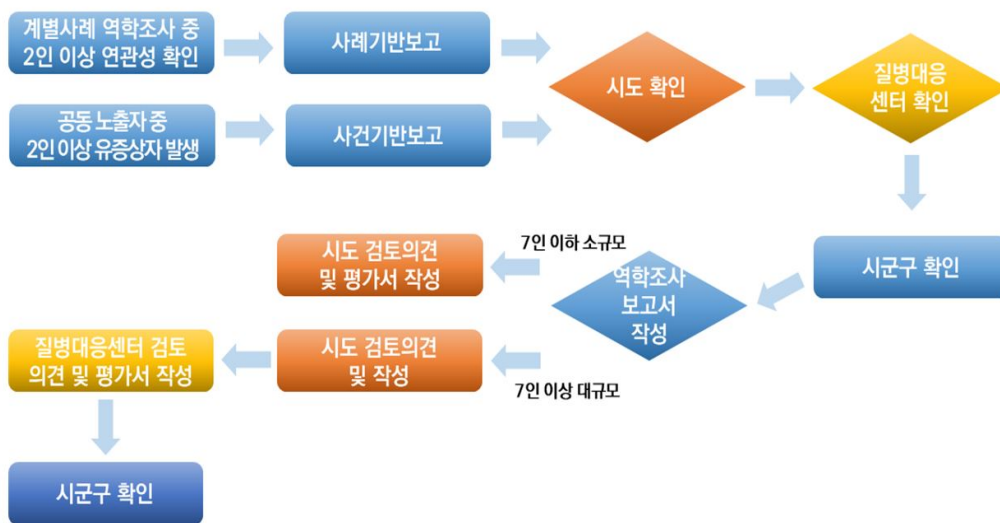 계별사례 역학조사 중
2인 이상 연관성 확인
사례기반보고
시도 확인
질병대응
센터 확인
공동 노출자 중
2인 이상 유증상자 발생
사건기반보고
시군구 확인
7인 이하 소규모
시도 검토의견
및 평가서 작성
역학조사
보고서
작성
7인 이상 대규모
시도 검토의견
및 작성
질병대응센터 검토
의견 및 평가서 작성
시군구 확인